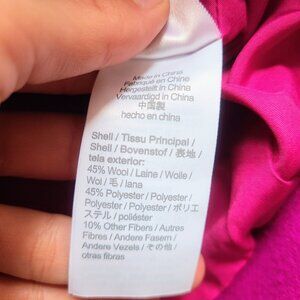 Made in China
Fabriqué en Chine
Hergestellt in China
Vervaardigd in China
中国製
hecho en china
Shell / Tissu Principal /
Shell / Bovenstof / 表地 /
tela exterior:
45% Wool / Laine / Wolle /
Wol / 毛 / lana
45% Polyester / Polyester /
Polyester / Polyester / ポリエ
ステル / poliéster
10% Other Fibers / Autres
Fibres / Andere Fasern /
Andere Vezels / その他 /
otras fibras